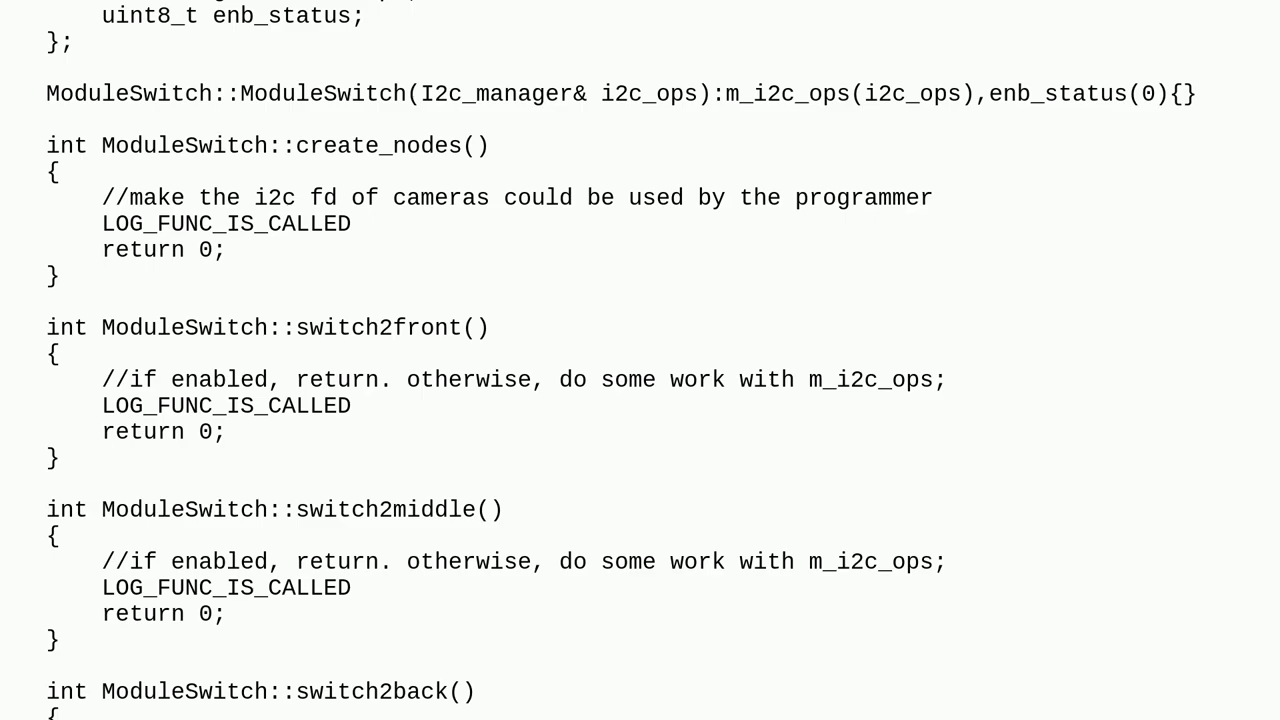 uint8_t enb_status;
};
ModuleSwitch::ModuleSwitch(I2c_manager& i2c_ops):m_i2c_ops(i2c_ops),enb_status(0){}
int ModuleSwitch::create_nodes()
{
//make the i2c fd of cameras could be used by the programmer
LOG_FUNC_IS_CALLED
return 0;
}
int ModuleSwitch::switch2front()
{
//if enabled, return. otherwise, do some work with m_i2c_ops;
LOG_FUNC_IS_CALLED
return 0;
}
int ModuleSwitch::switch2middle()
{
//if enabled, return. otherwise, do some work with m_i2c_ops;
LOG_FUNC_IS_CALLED
return 0;
}
int ModuleSwitch::switch2back()
{